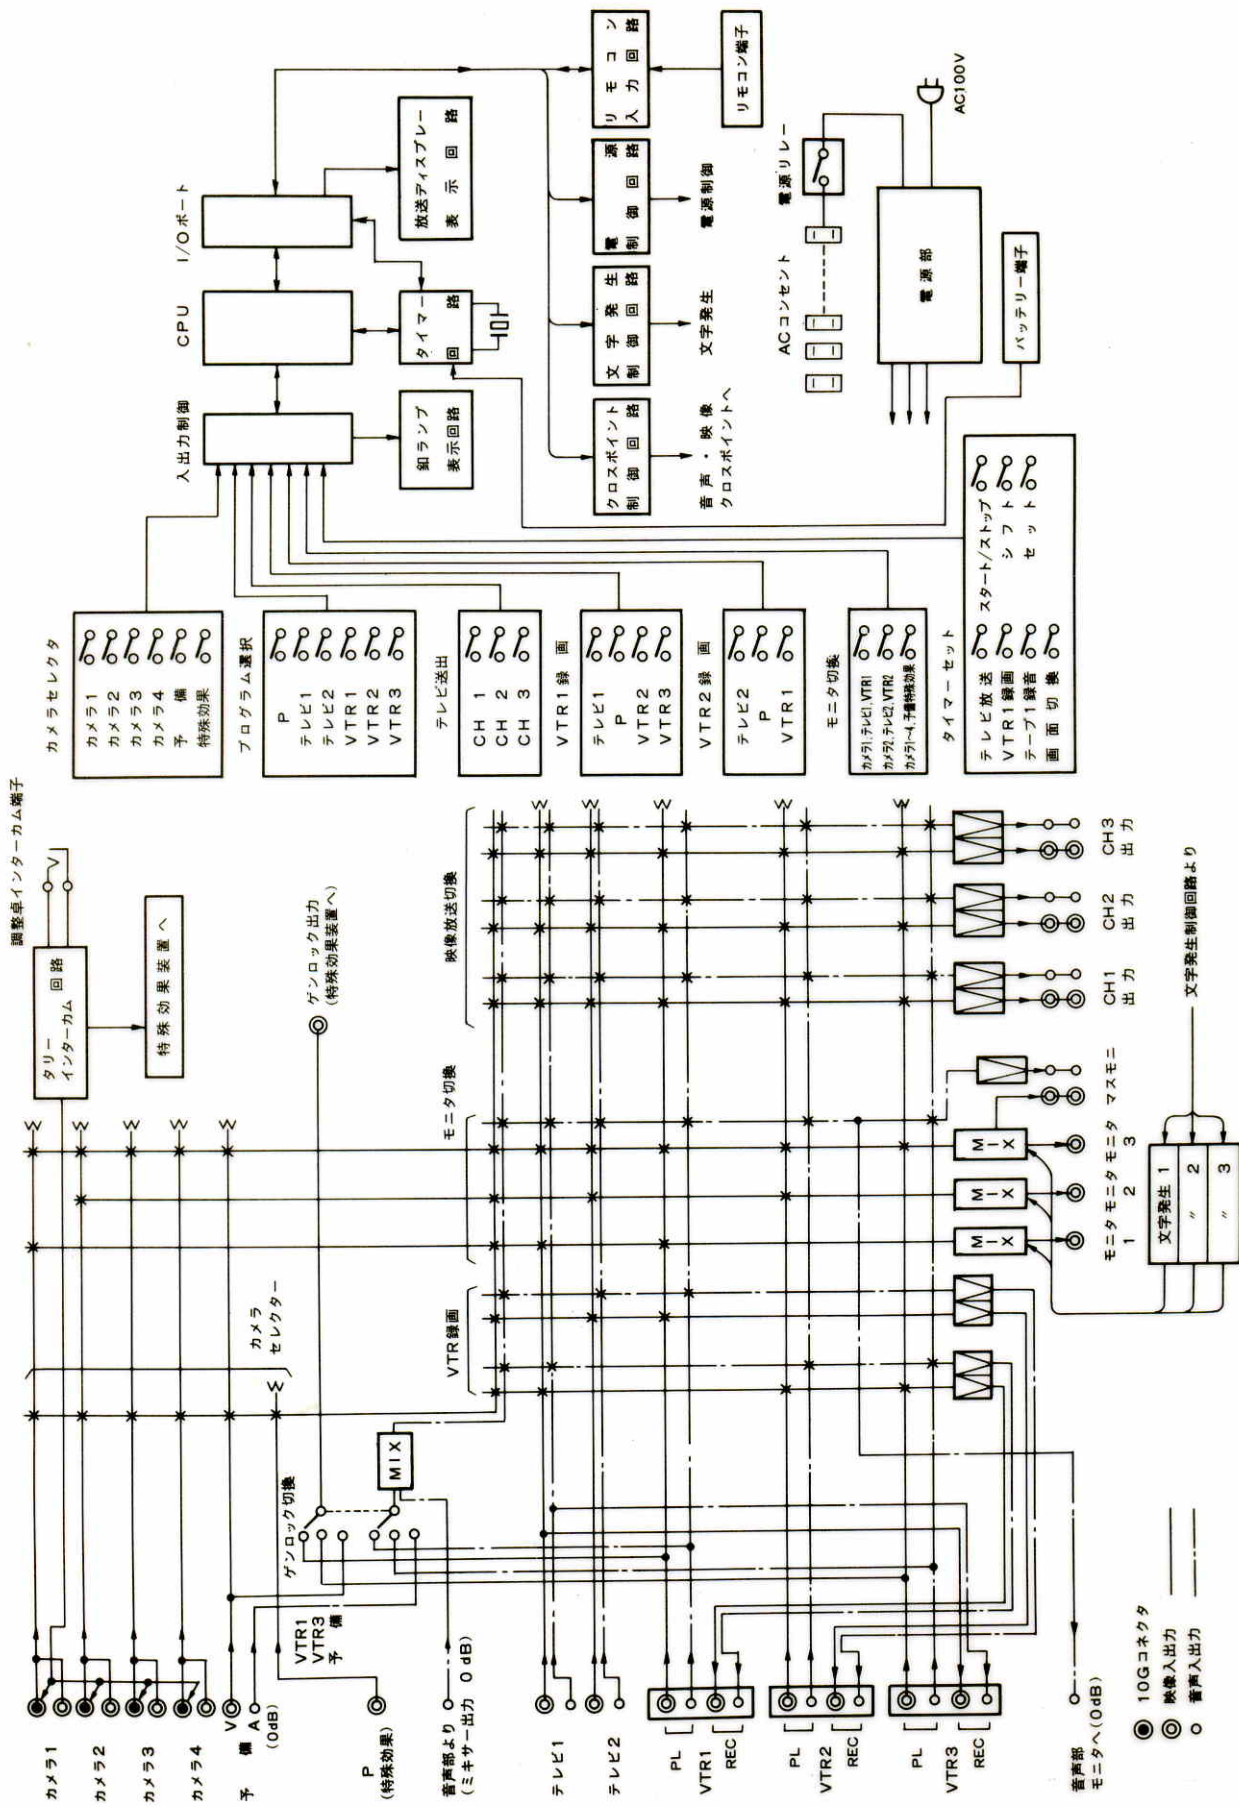 カメラ1
カメラ2
カメラ3
カメラ4
予備
V
A
(0dB)
P
(特殊効果)
音声部より
(ミキサー出力 0dB)
テレビ1
テレビ2
PL
VTR1
REC
PL
VTR2
REC
PL
VTR3
REC
音声部
モニタへ(0dB)
10Gコネクタ
映像入出力
音声入出力
ゲンロック切換
VTR1
VTR3
予備
MIX
カメラ
セレクター
VTR録画
モニタ切換
映像放送切換
調整卓インターカム端子
タリー
インターカム 回路
特殊効果装置へ
ゲンロック出力
(特殊効果装置へ)
MIX
MIX
MIX
モニタ
1
モニタ
2
モニタ
3
マスモニ
CH1
出力
CH2
出力
CH3
出力
文字発生 1
〃 2
〃 3
文字発生制御回路より
カメラセレクタ
カメラ1
カメラ2
カメラ3
カメラ4
予備
特殊効果
プログラム選択
P
テレビ1
テレビ2
VTR1
VTR2
VTR3
テレビ送出
CH 1
CH 2
CH 3
VTR1録画
テレビ1
P
VTR2
VTR3
VTR2録画
テレビ2
P
VTR1
モニタ切換
カメラ1,テレビ1,VTR1
カメラ2,テレビ2,VTR2
カメラ1~4,予備特殊効果
タイマーセット
テレビ放送
スタート/ストップ
VTR1録画
シフト
テープ1録音
セット
画面切換
入出力制御
CPU
I/Oポート
釦ランプ
表示回路
タイマー
回路
放送ディスプレー
表示回路
クロスポイント
制御回路
音声・映像
クロスポイントへ
文字発生
制御回路
文字発生
電源
制御回路
電源制御
リモコン
入力回路
リモコン端子
ACコンセント
電源リレー
電源部
AC100V
バッテリー端子